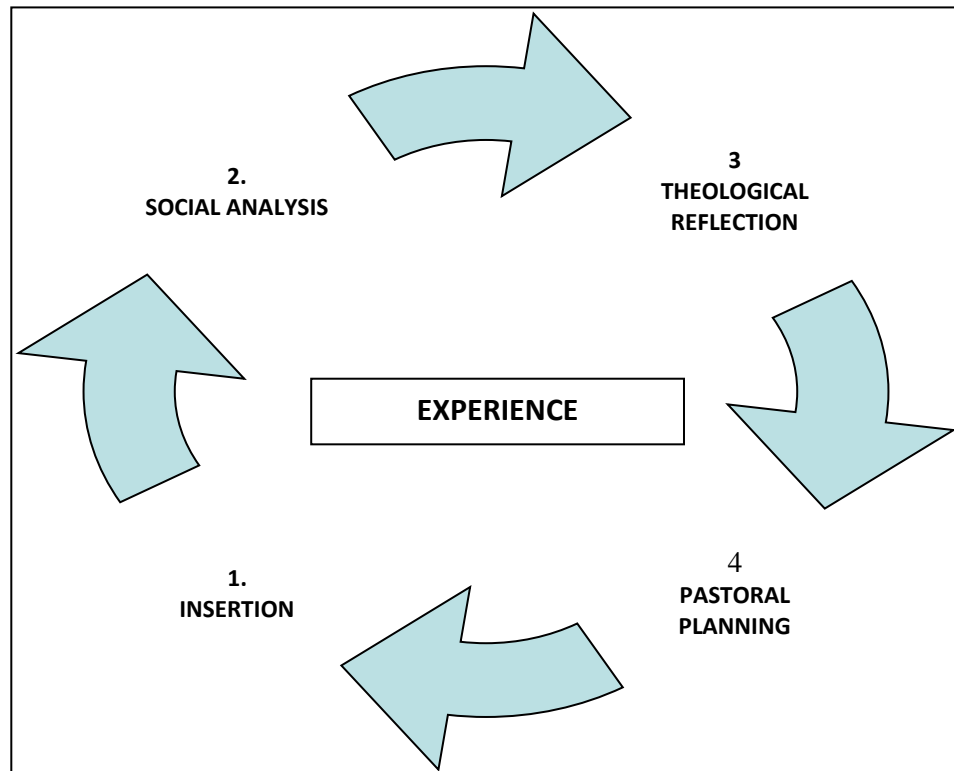 2.
SOCIAL ANALYSIS
3
THEOLOGICAL
REFLECTION
EXPERIENCE
1.
INSERTION
4
PASTORAL
PLANNING